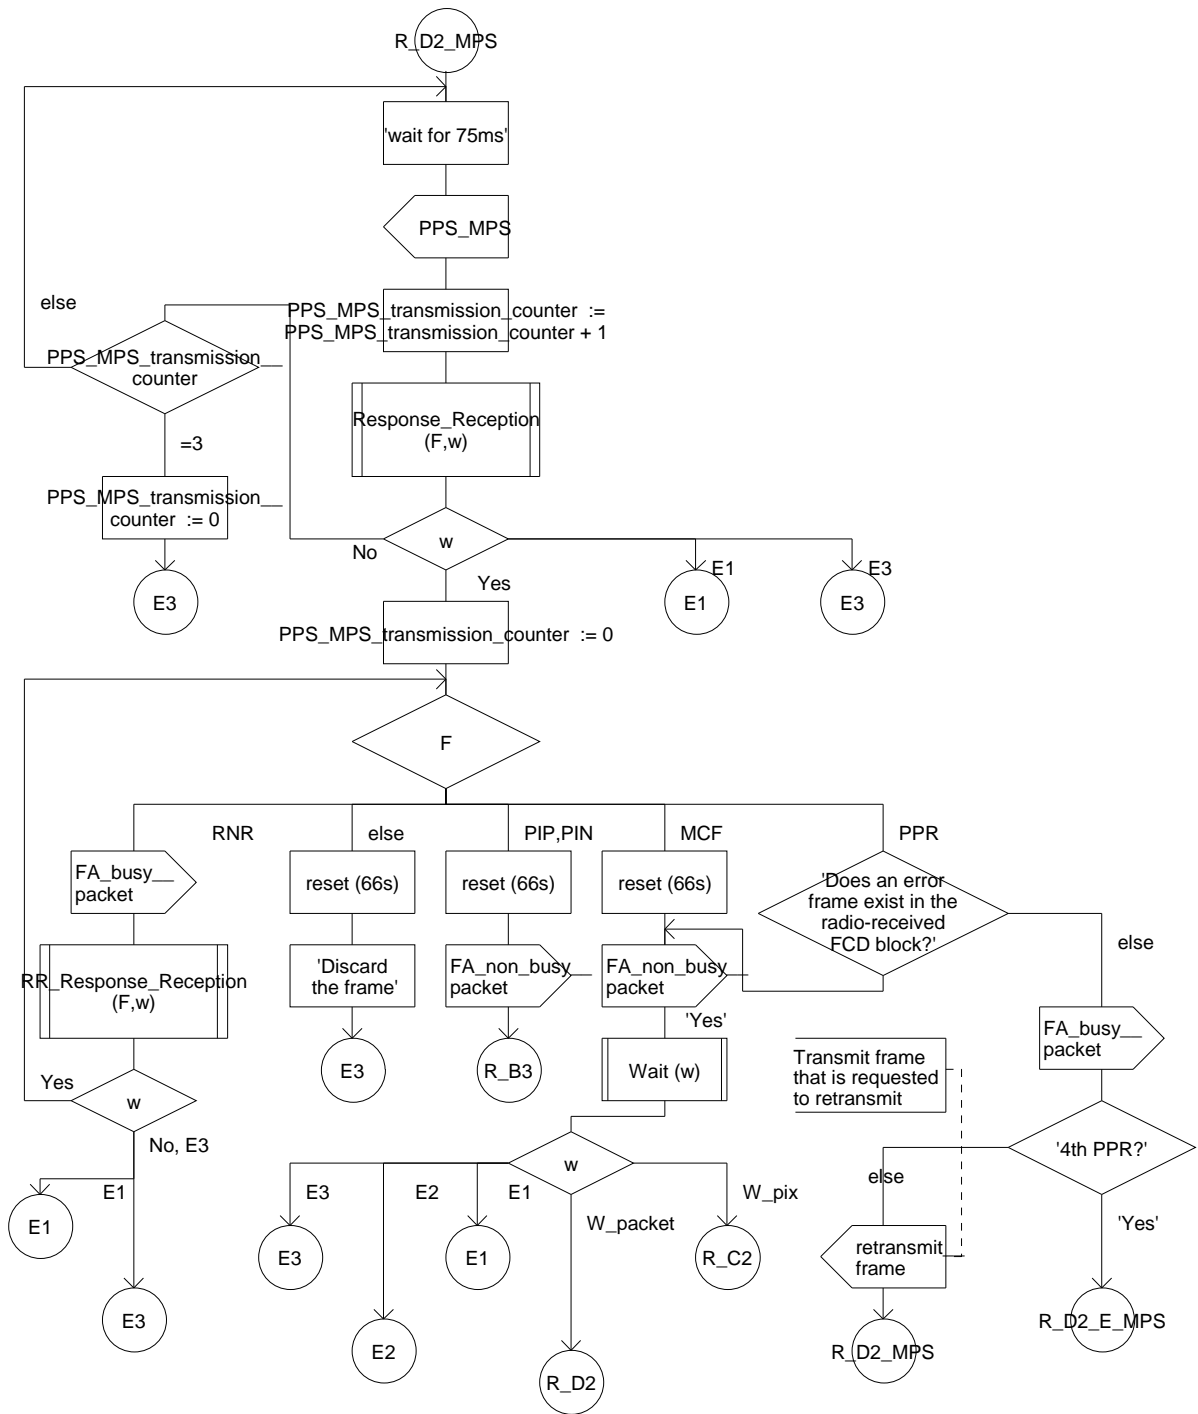 R_D2_MPS
'wait for 75ms'
PPS_MPS
else
PPS_MPS_transmission_counter := 
PPS_MPS_transmission_counter + 1
PPS_MPS_transmission__
counter
Response_Reception
(F,w)
=3
PPS_MPS_transmission__
counter := 0
w
No
Yes
E1
E3
E3
E1
E3
PPS_MPS_transmission_counter := 0
F
RNR
else
PIP,PIN
MCF
PPR
FA_busy__
packet
reset (66s)
reset (66s)
reset (66s)
'Does an error
frame exist in the
radio-received
FCD block?'
else
RR_Response_Reception
(F,w)
'Discard
the frame'
FA_non_busy__
packet
FA_non_busy__
packet
'Yes'
FA_busy__
packet
E3
R_B3
Wait (w)
Transmit frame
that is requested
to retransmit
Yes
w
No, E3
'4th PPR?'
w
else
E1
E3
E2
E1
W_pix
W_packet
'Yes'
E1
E3
E1
R_C2
retransmit__
frame
E3
E2
R_D2
R_D2_MPS
R_D2_E_MPS